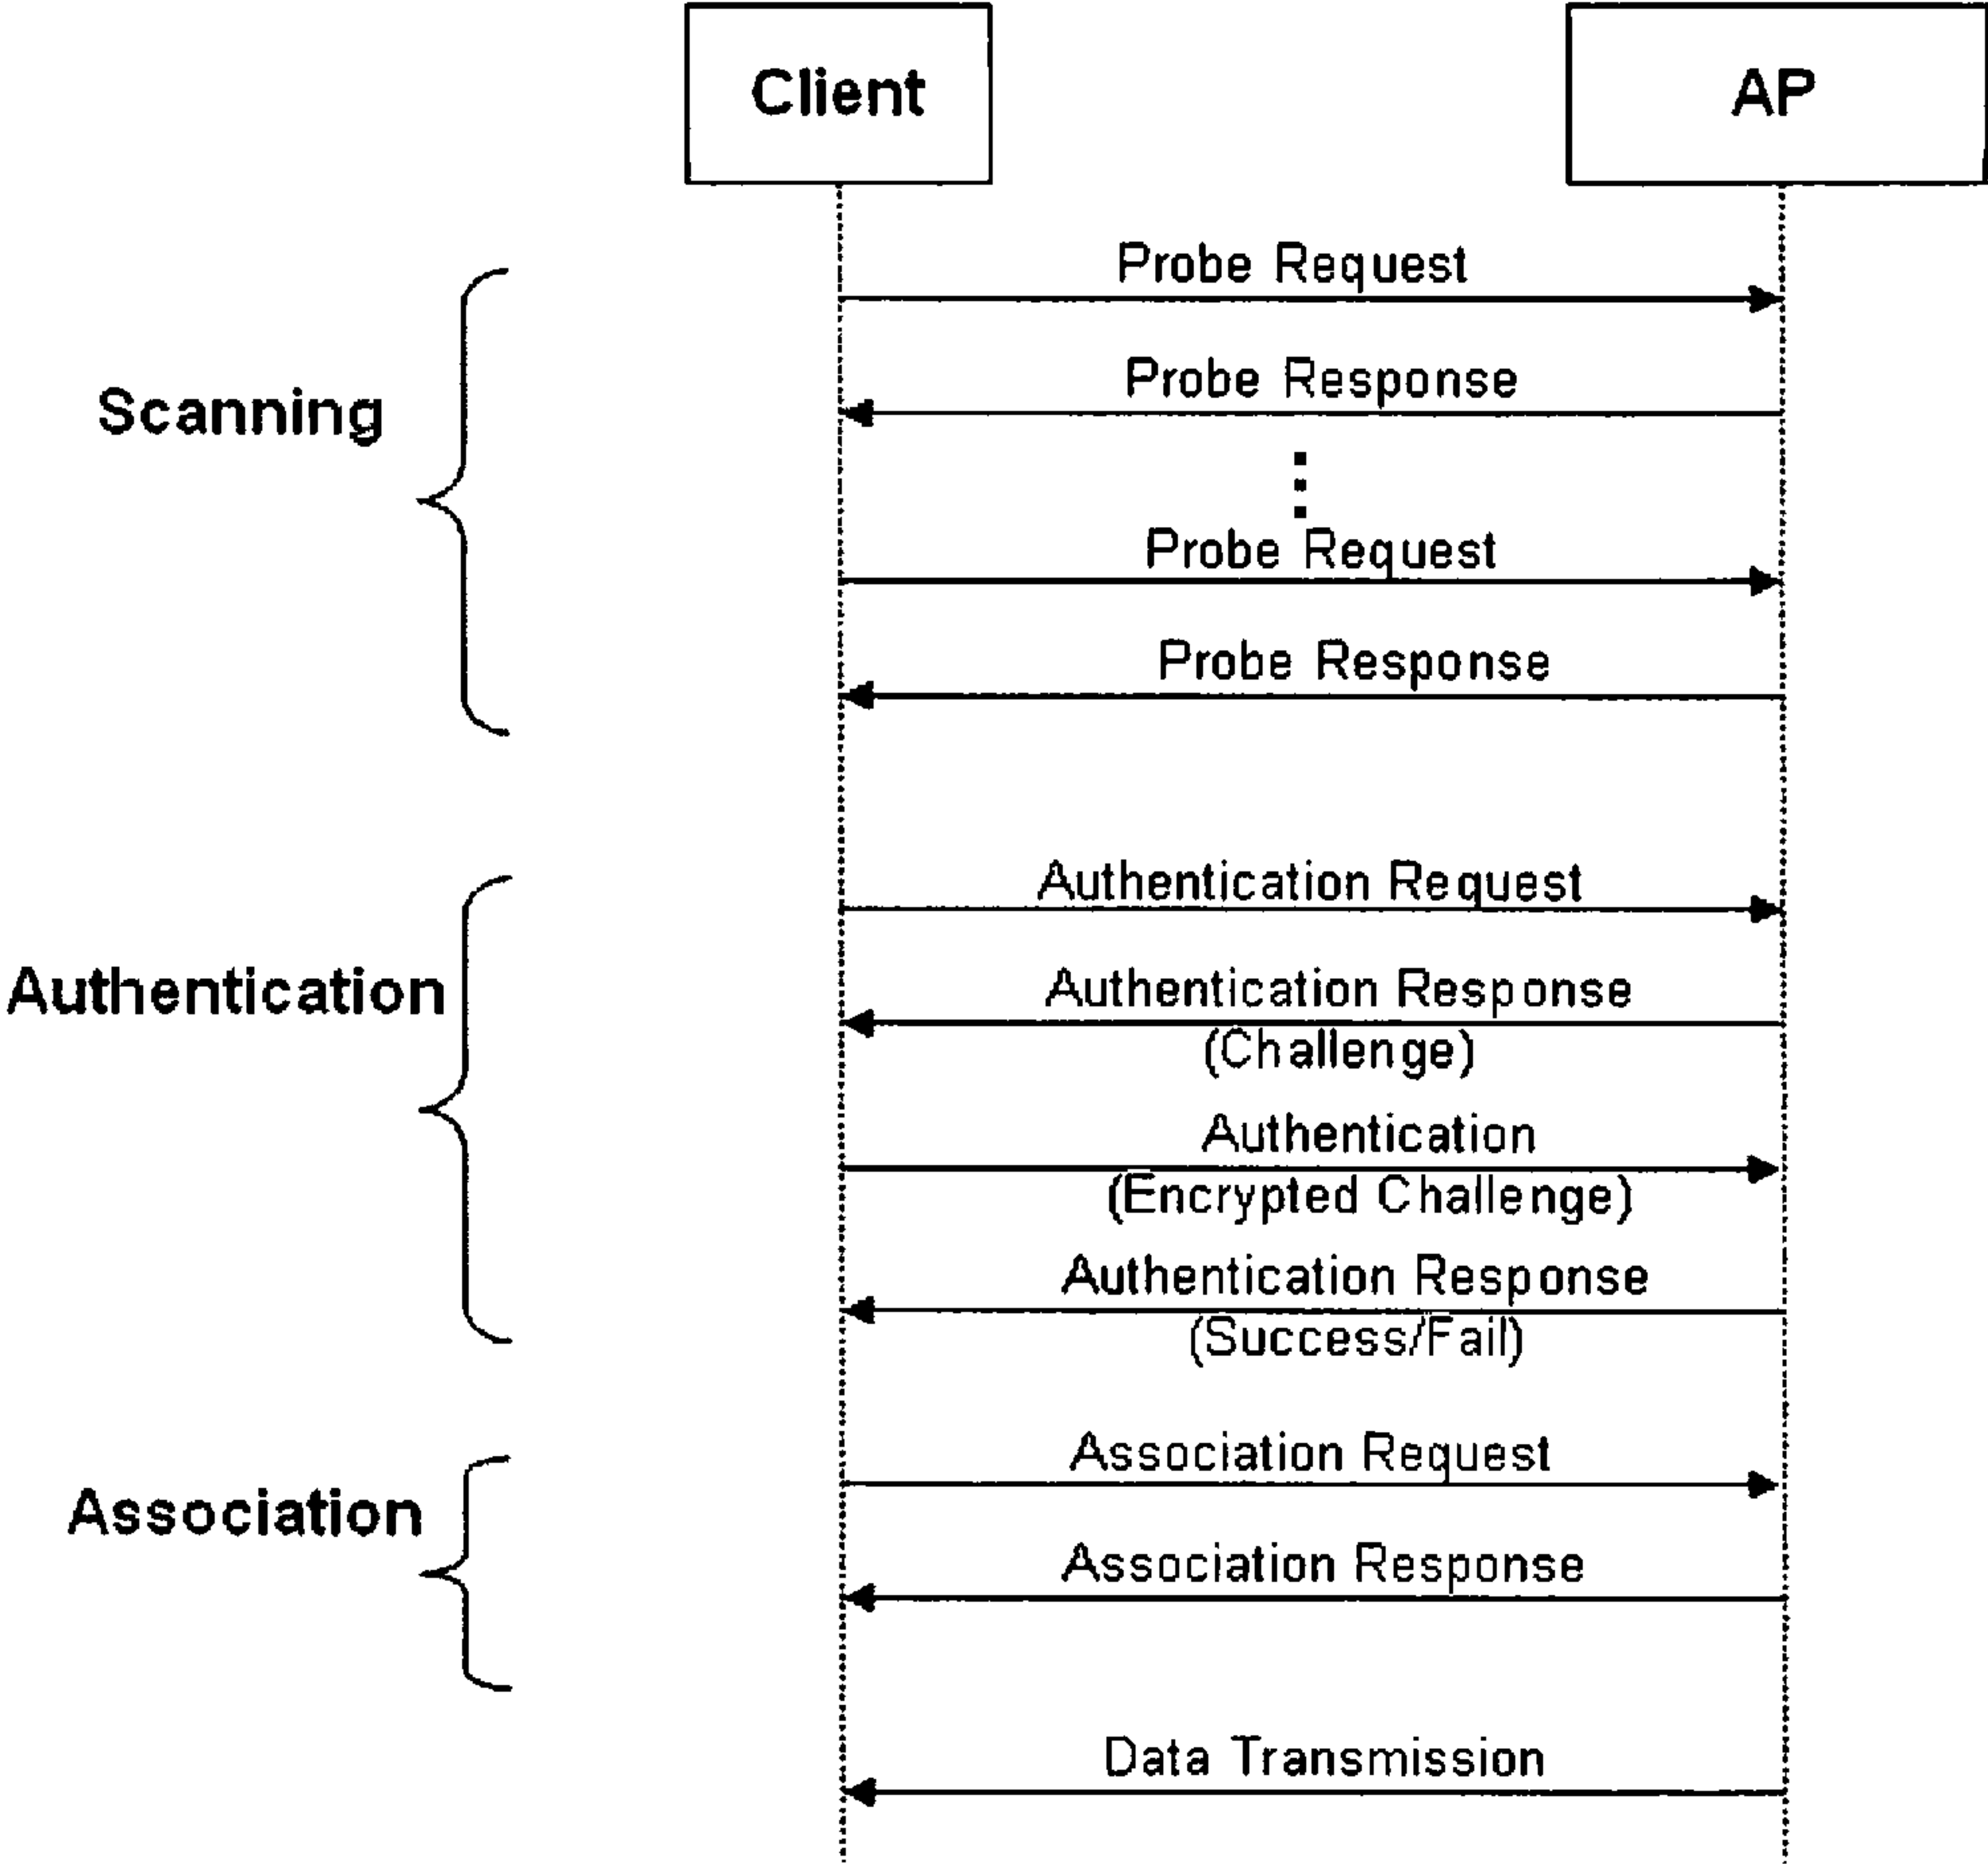 Client
AP
Probe Request
Probe Response
Scanning
Probe Request
Probe Response
Authentication Request
Authentication
Authentication Response
(Challenge)
Authentication
(Encrypted Challenge)
Authentication Response
(Success/Fail)
Association Request
Association
Association Response
Data Transmission